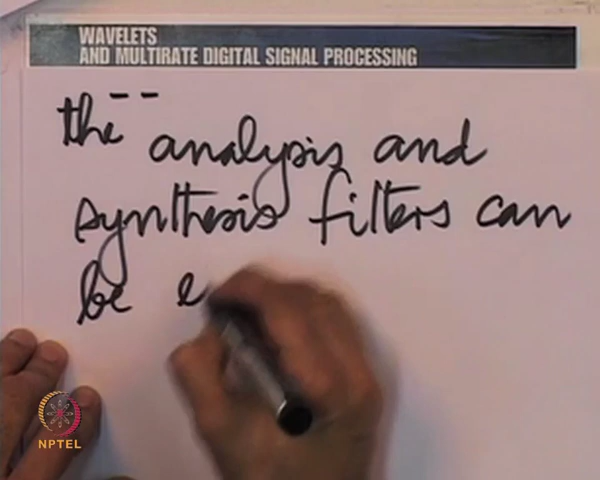 WAVELETS
AND MULTIRATE DIGITAL SIGNAL PROCESSING
the
analysis and
synthesis filters can
be e
NPTEL